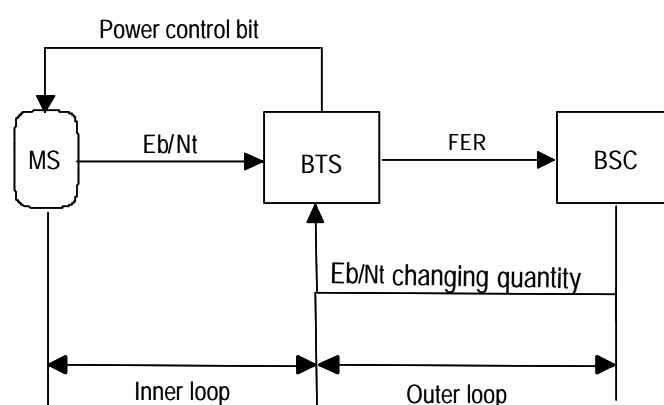 Power control bit
MS
Eb/Nt
BTS
FER
BSC
Eb/Nt changing quantity
Inner loop
Outer loop